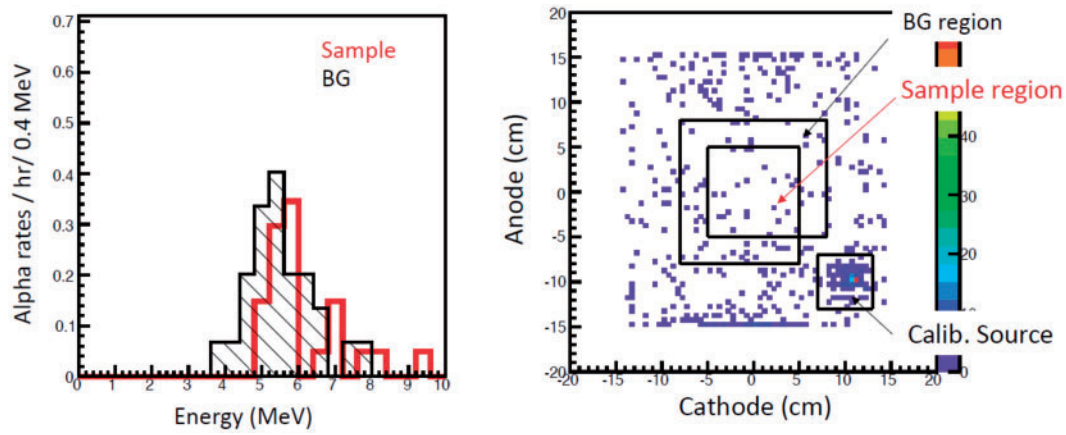 0.7
0.6
0.5
0.4
0.3
0.2
0.1
0
Alpha rates / hr/ 0.4 MeV
Sample
BG
0 1 2 3 4 5 6 7 8 9 10
Energy (MeV)
20
15
10
5
0
-5
-10
-15
-20
Anode (cm)
-20 -15 -10 -5 0 5 10 15 20
Cathode (cm)
BG region
Sample region
Calib. Source
40
30
20
10
0